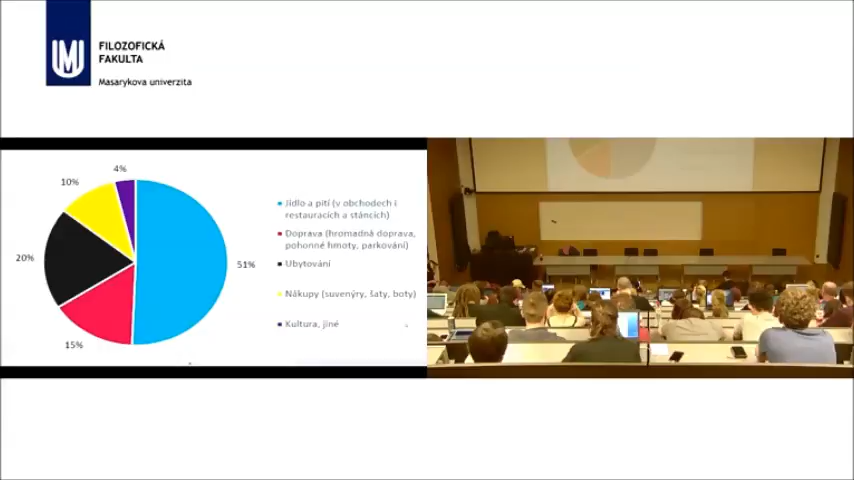 FILOZOFICKÁ
FAKULTA
Masarykova univerzita
4%
10%
20%
15%
51%
Jídlo a pití (v obchodech i
restauracích a stáncích)
Doprava (hromadná doprava,
pohonné hmoty, parkování)
Ubytování
Nákupy (suvenýry, šaty, boty)
Kultura, jiné